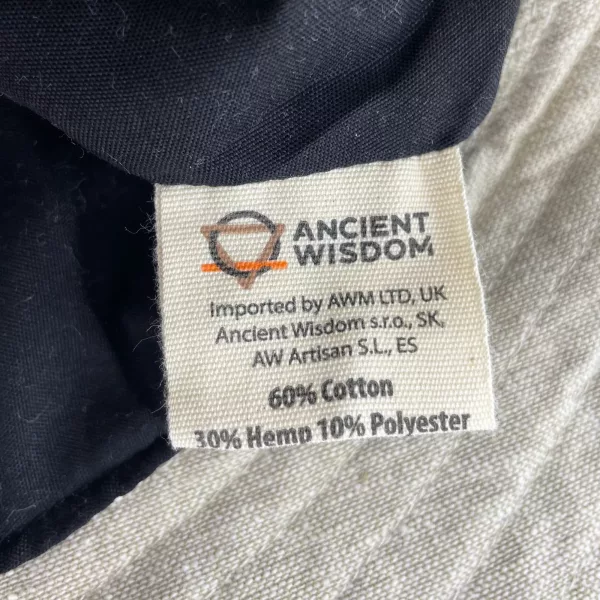 ANCIENT
WISDOM
Imported by AWM LTD, UK
Ancient Wisdom s.r.o., SK,
AW Artisan S.L., ES
60% Cotton
30% Hemp 10% Polyester